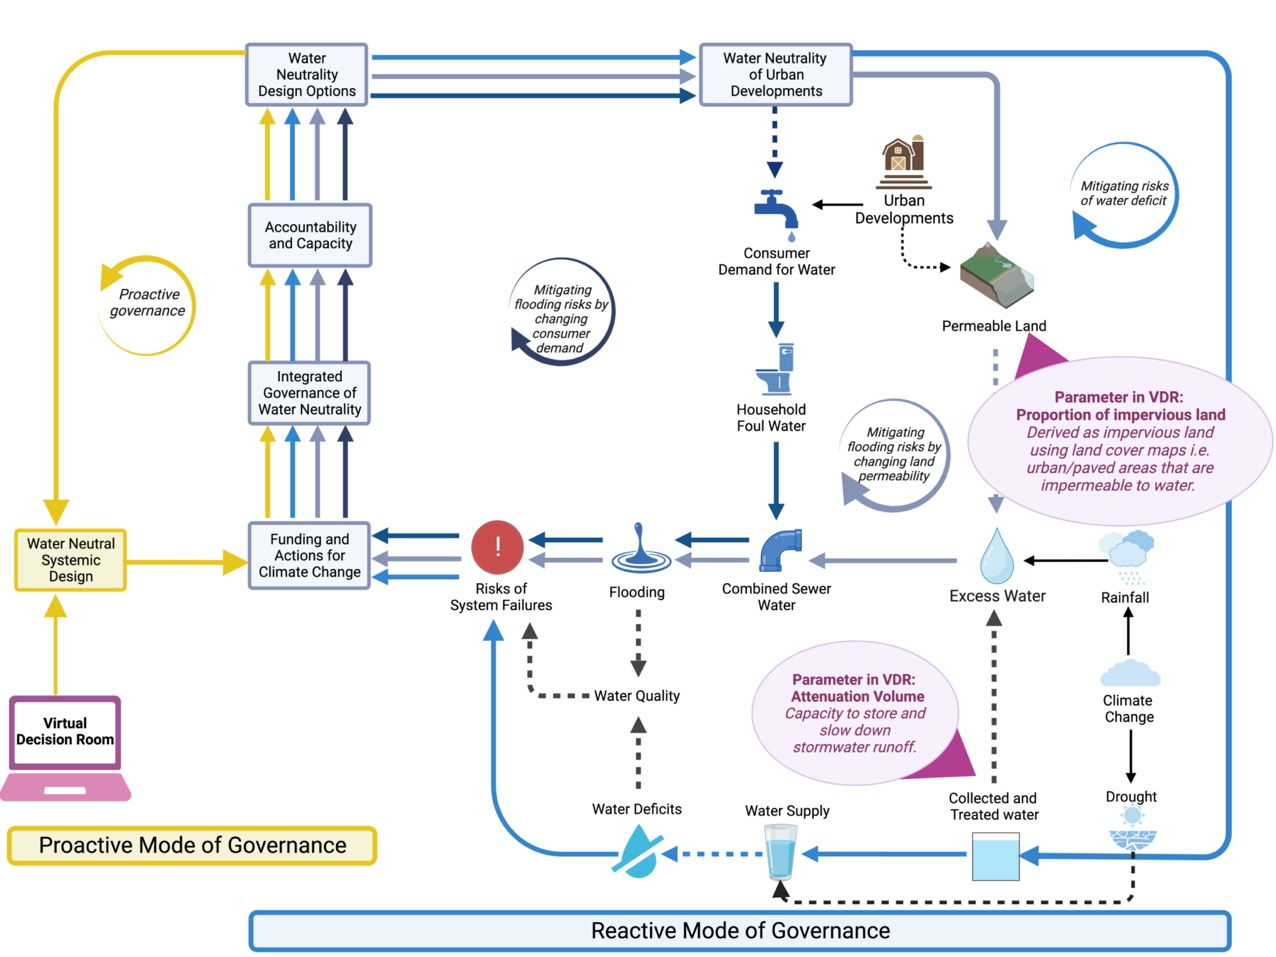 Water
Neutrality
Design Options
Water Neutrality
of Urban
Developments
Urban
Developments
Mitigating risks
of water deficit
Accountability
and Capacity
Consumer
Demand for Water
Proactive
governance
Mitigating
flooding risks by
changing
consumer
demand
Permeable Land
Integrated
Governance of
Water Neutrality
Household
Foul Water
Mitigating
flooding risks by
changing land
permeability
Parameter in VDR:
Proportion of impervious land
Derived as impervious land
using land cover maps i.e.
urban/paved areas that are
impermeable to water.
Water Neutral
Systemic
Design
Funding and
Actions for
Climate Change
!
Risks of
System Failures
Flooding
Combined Sewer
Water
Excess Water
Rainfall
Water Quality
Parameter in VDR:
Attenuation Volume
Capacity to store and
slow down
stormwater runoff.
Climate
Change
Virtual
Decision Room
Water Deficits
Water Supply
Collected and
Treated water
Drought
Proactive Mode of Governance
Reactive Mode of Governance